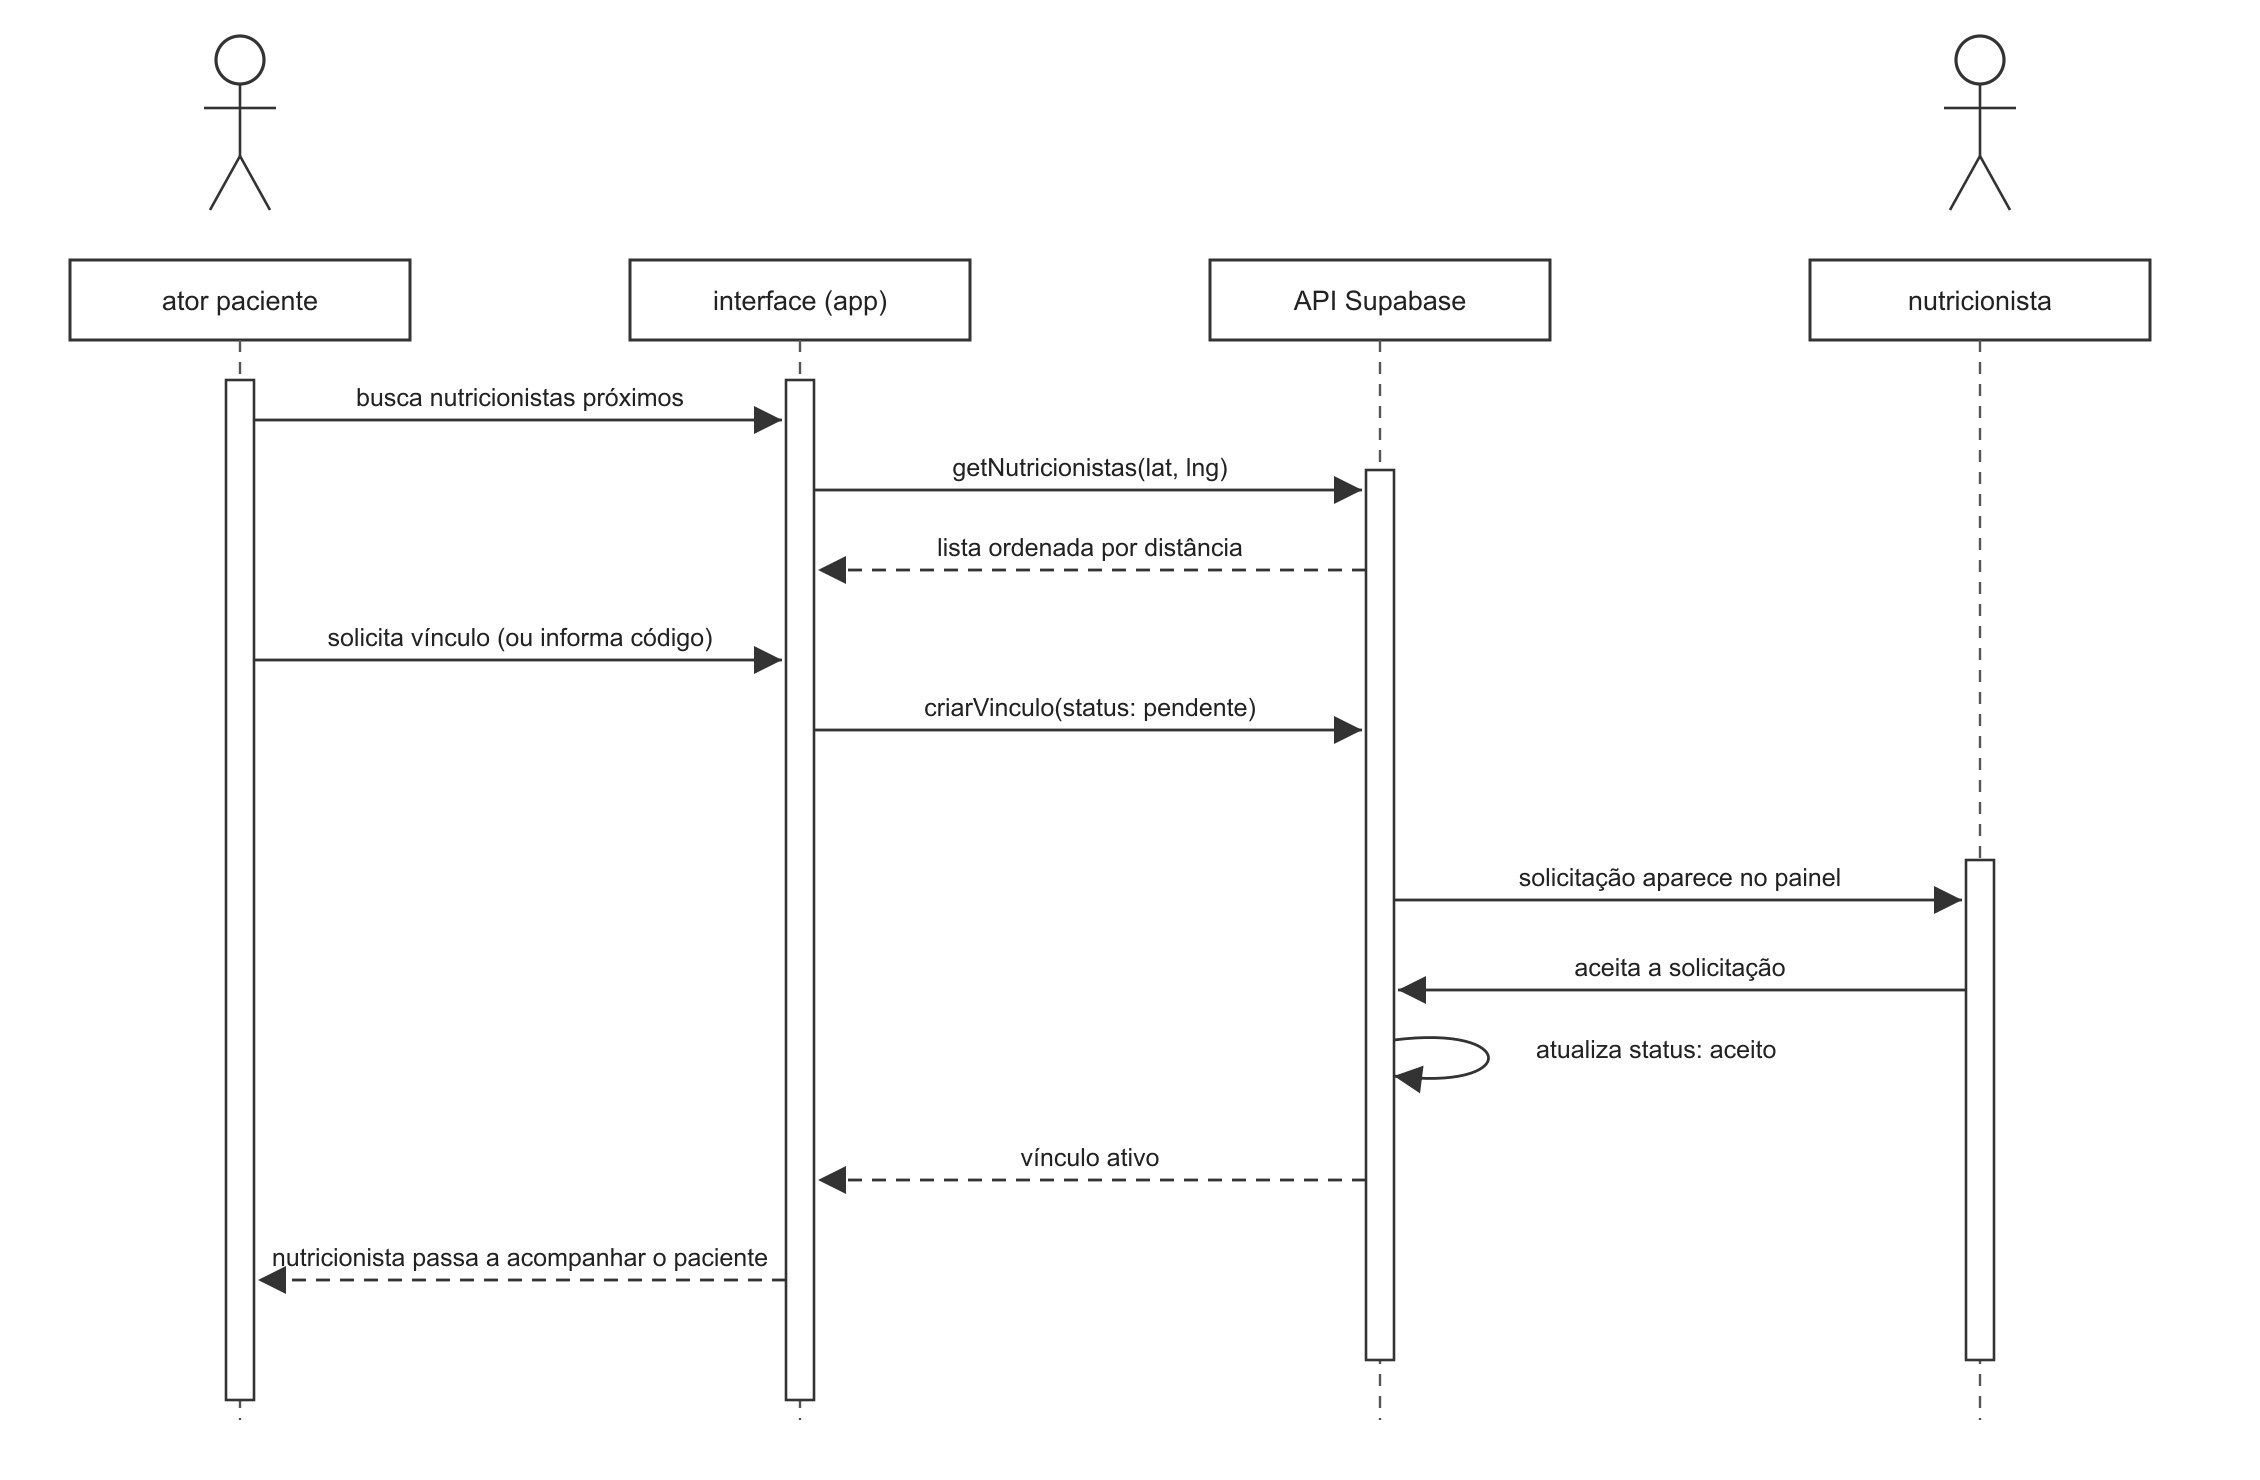 ator paciente
interface (app)
API Supabase
nutricionista
busca nutricionistas próximos
getNutricionistas(lat, lng)
lista ordenada por distância
solicita vínculo (ou informa código)
criarVinculo(status: pendente)
solicitação aparece no painel
aceita a solicitação
atualiza status: aceito
vínculo ativo
nutricionista passa a acompanhar o paciente